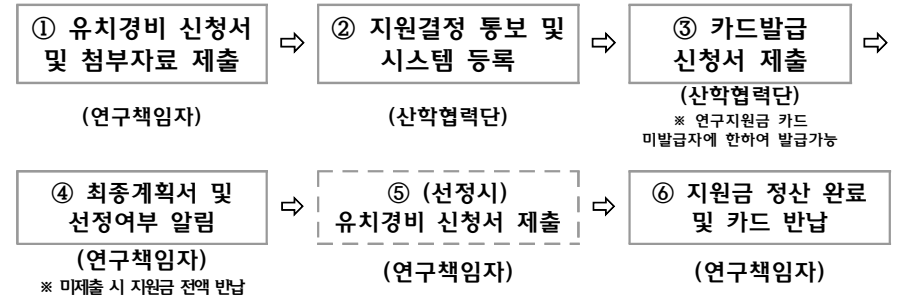 ① 유치경비 신청서
및 첨부자료 제출
⇨
② 지원결정 통보 및
시스템 등록
⇨
③ 카드발급
신청서 제출
⇨
(연구책임자)
(산학협력단)
(산학협력단)
※ 연구지원금 카드
미발급자에 한하여 발급가능
④ 최종계획서 및
선정여부 알림
⇨
⑤ (선정시)
유치경비 신청서 제출
⇨
⑥ 지원금 정산 완료
및 카드 반납
(연구책임자)
※ 미제출 시 지원금 전액 반납
(연구책임자)
(연구책임자)